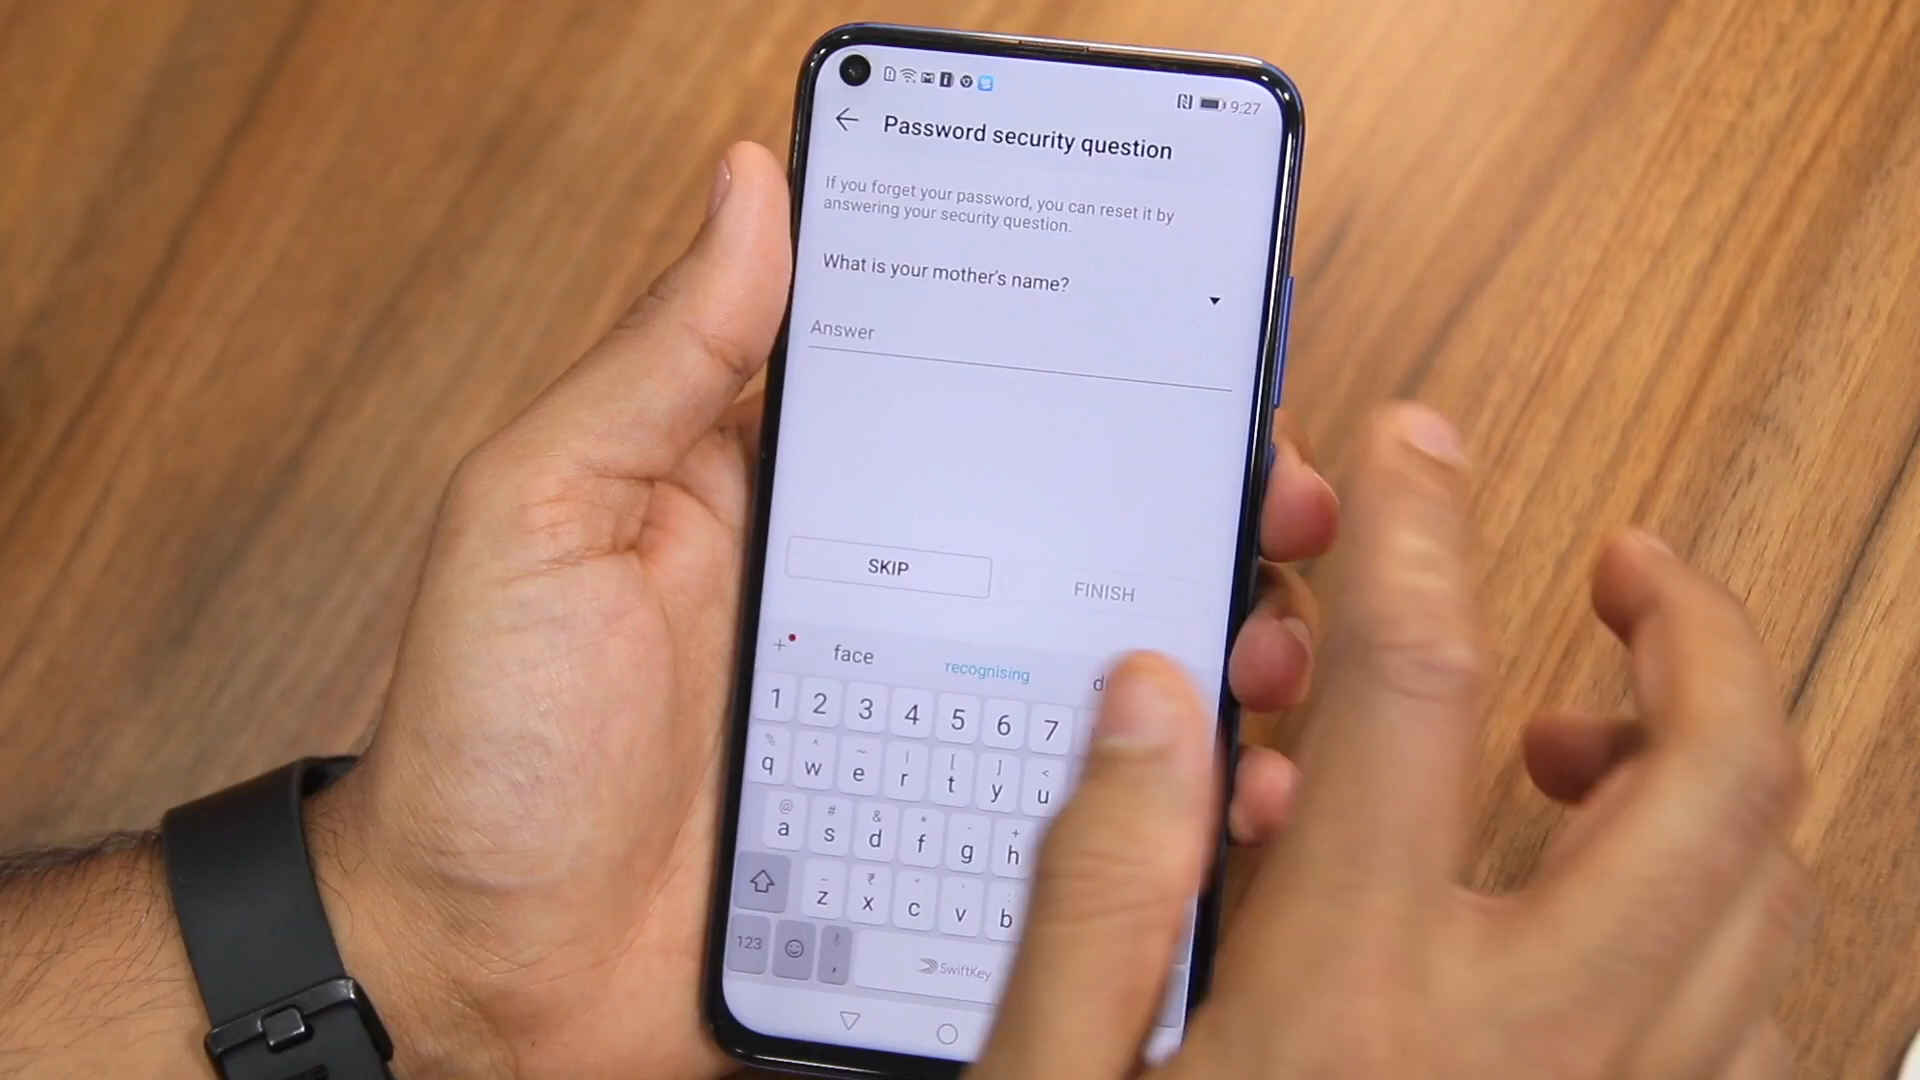 9:27
Password security question
If you forget your password, you can reset it by
answering your security question.
What is your mother's name?
Answer
SKIP
FINISH
+ face recognising
1 2 3 4 5 6 7
% ^ ~ | [ ] <
q w e r t y u
@ # & * - +
a s d f g h
z x c v b
₹
123 ,
SwiftKey